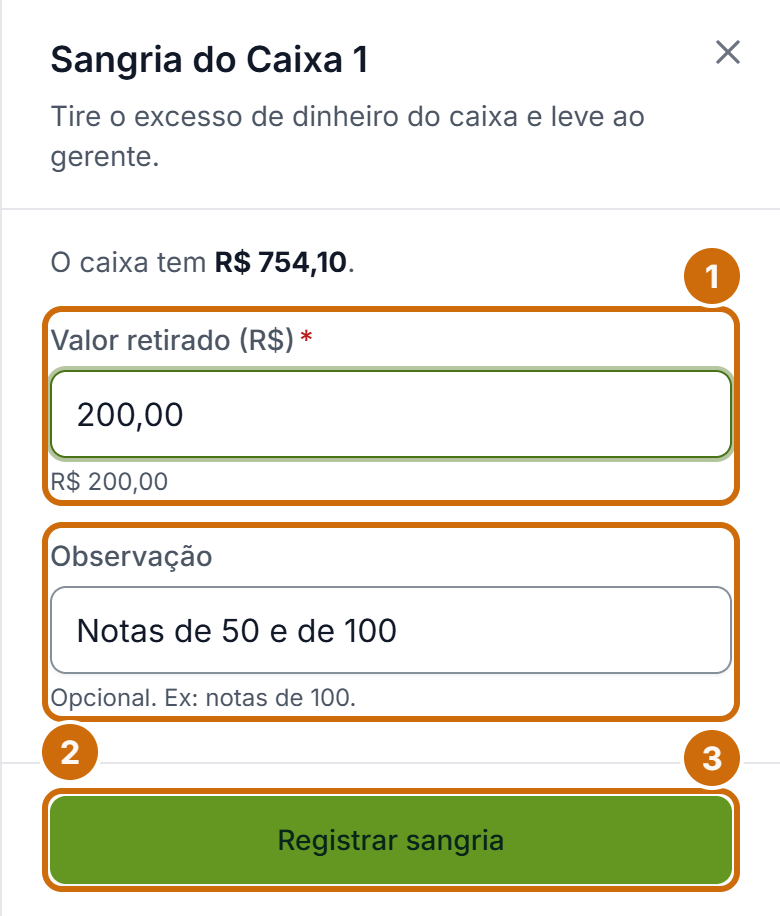 Sangria do Caixa 1
Tire o excesso de dinheiro do caixa e leve ao
gerente.
O caixa tem R$ 754,10.
1
Valor retirado (R$) *
200,00
R$ 200,00
Observação
Notas de 50 e de 100
Opcional. Ex: notas de 100.
2
3
Registrar sangria